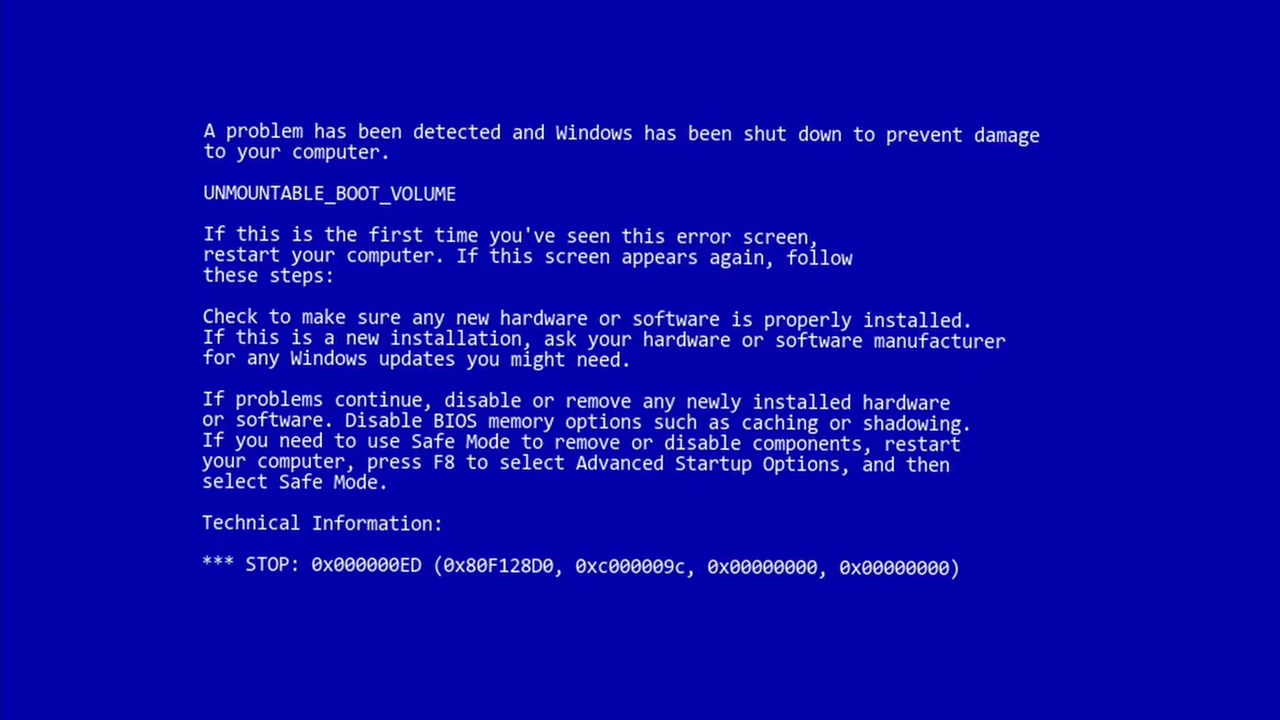 A problem has been detected and Windows has been shut down to prevent damage
to your computer.
UNMOUNTABLE_BOOT_VOLUME
If this is the first time you've seen this error screen,
restart your computer. If this screen appears again, follow
these steps:
Check to make sure any new hardware or software is properly installed.
If this is a new installation, ask your hardware or software manufacturer
for any Windows updates you might need.
If problems continue, disable or remove any newly installed hardware
or software. Disable BIOS memory options such as caching or shadowing.
If you need to use Safe Mode to remove or disable components, restart
your computer, press F8 to select Advanced Startup Options, and then
select Safe Mode.
Technical Information:
*** STOP: 0x000000ED (0x80F128D0, 0xc000009c, 0x00000000, 0x00000000)